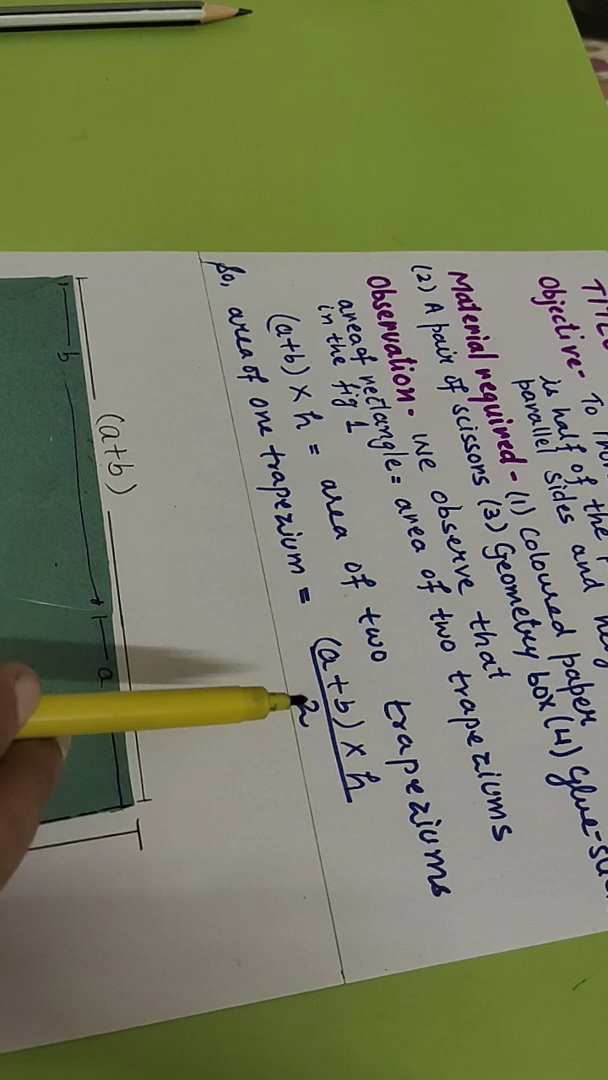 Objective - To
is half of the
parallel sides and
Material required - (1) Coloured paper
(2) A pair of scissors (3) Geometry box (4) Glue-
Observation - We observe that
area of rectangle = area of two trapeziums
in the fig 1
(a+b) × h = area of two trapeziums
So, area of one trapezium = (a+b) × h
2
(a+b)
b
a